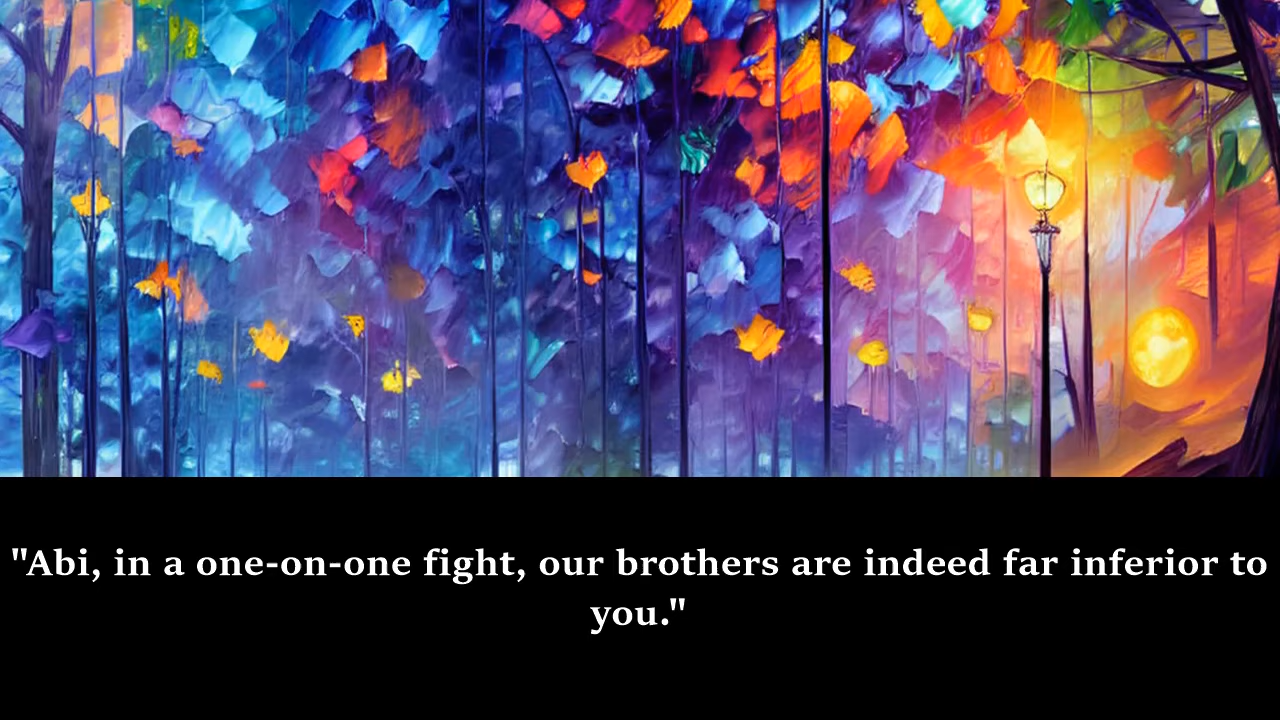 "Abi, in a one-on-one fight, our brothers are indeed far inferior to
you."